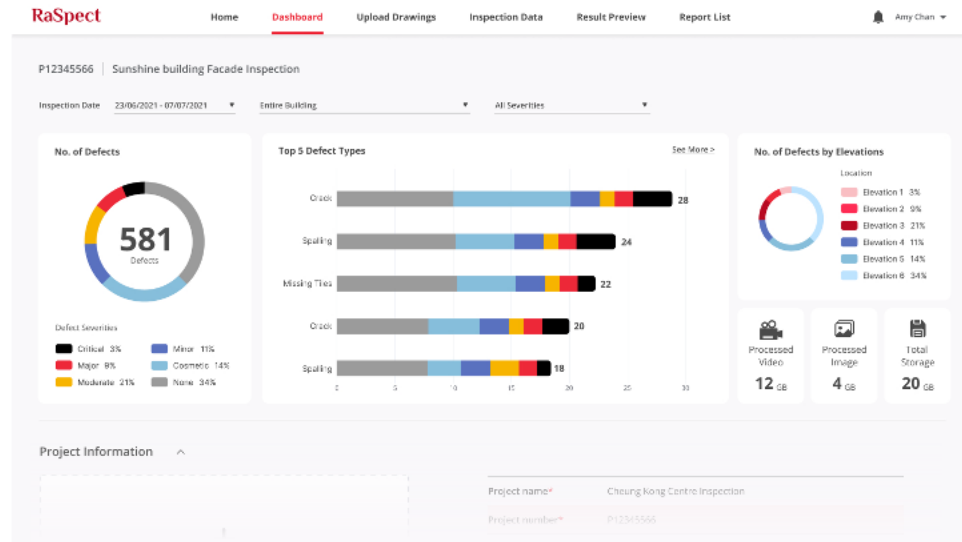 RaSpect
Home Dashboard Upload Drawings Inspection Data Result Preview Report List Amy Chan
P12345566 | Sunshine building Facade Inspection
Inspection Date 23/06/2021 - 07/07/2021 Entire Building All Severities
No. of Defects
581
Defects
Defect Severities
Critical 3% Minor 11%
Major 9% Cosmetic 14%
Moderate 21% None 34%
Top 5 Defect Types See More >
Crack 28
Spalling 24
Missing Tiles 22
Crack 20
Spalling 18
0 5 10 15 20 25 30
No. of Defects by Elevations
Location
Elevation 1 3%
Elevation 2 9%
Elevation 3 21%
Elevation 4 11%
Elevation 5 14%
Elevation 6 34%
Processed Video
12 GB
Processed Image
4 GB
Total Storage
20 GB
Project Information
Project name* Cheung Kong Centre Inspection
Project number* P12345566